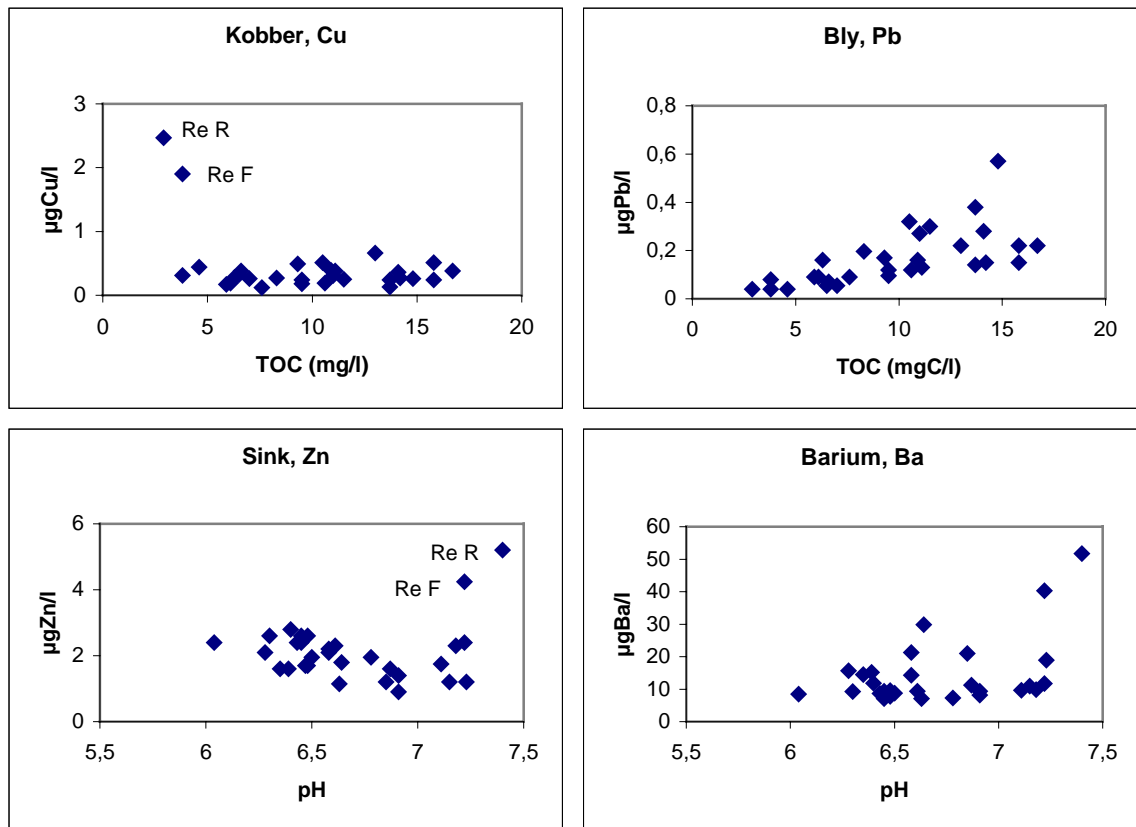 Kobber, Cu
3
2
1
0
µgCu/l
Re R
Re F
0 5 10 15 20
TOC (mg/l)
Bly, Pb
0,8
0,6
0,4
0,2
0
µgPb/l
0 5 10 15 20
TOC (mgC/l)
Sink, Zn
6
4
2
0
µgZn/l
Re R
Re F
5,5 6 6,5 7 7,5
pH
Barium, Ba
60
50
40
30
20
10
0
µgBa/l
5,5 6 6,5 7 7,5
pH